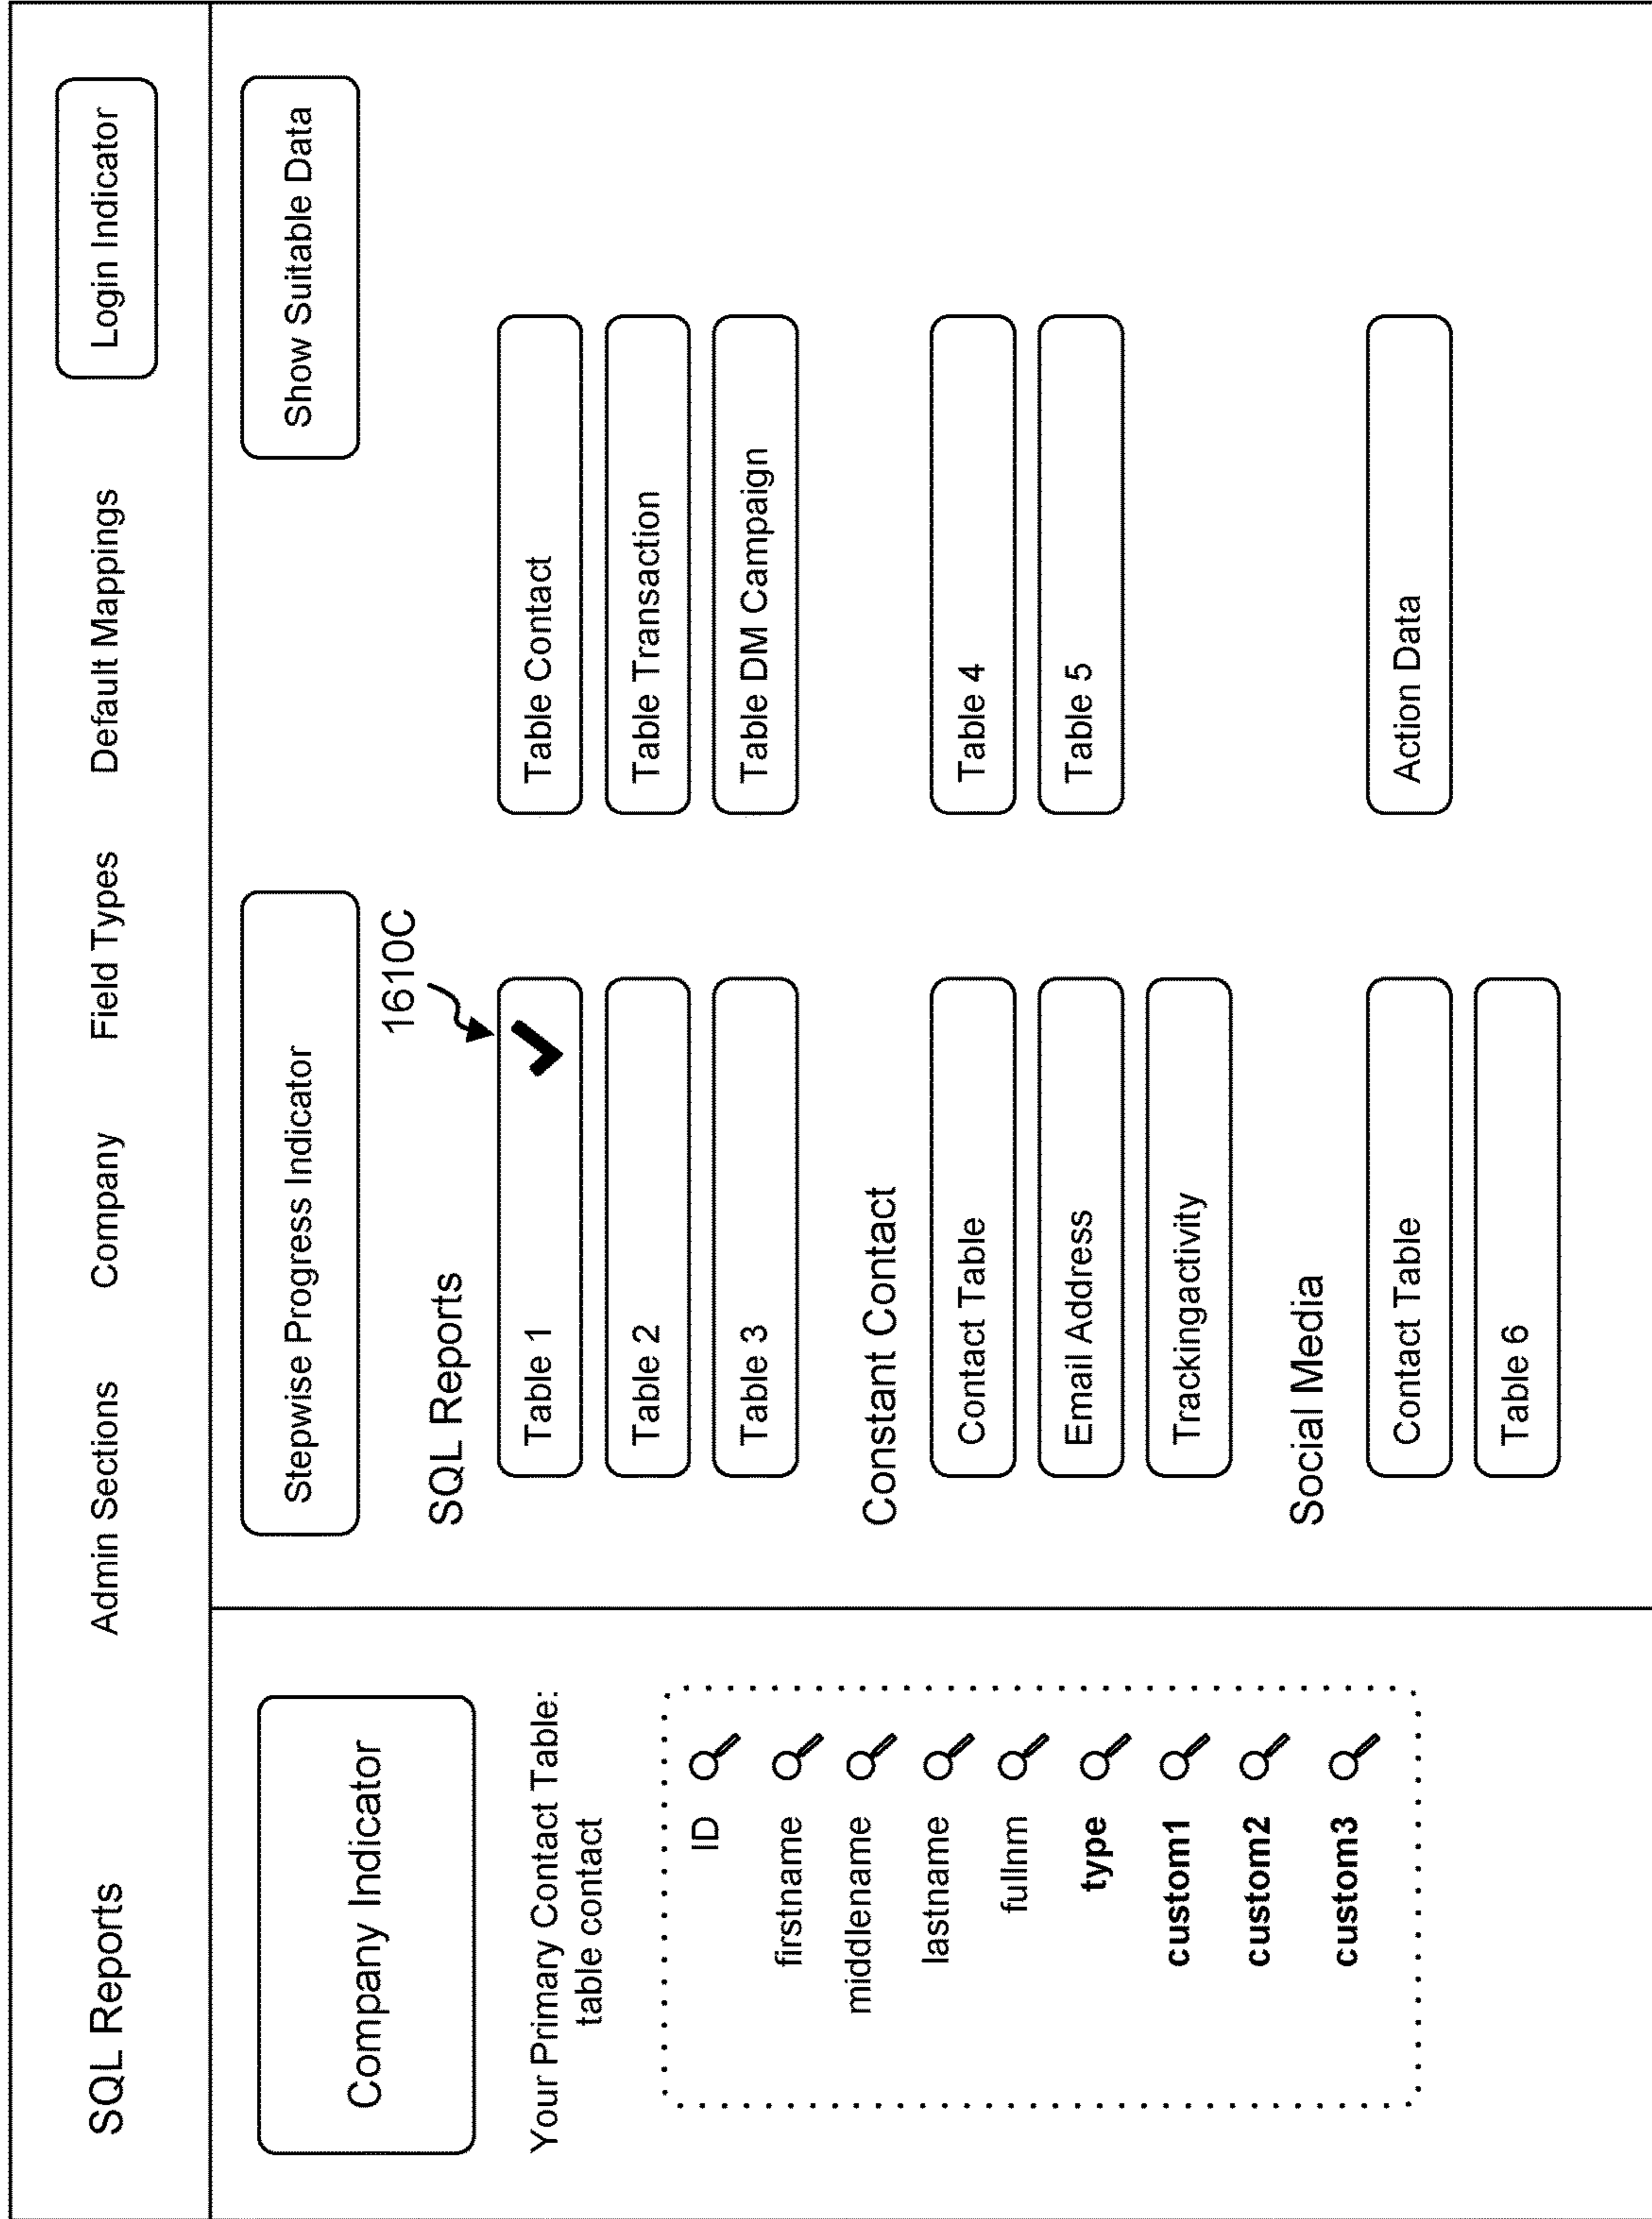 SQL Reports Admin Sections Company Field Types Default Mappings Login Indicator
Company Indicator
Your Primary Contact Table:
table contact
ID
firstname
middlename
lastname
fullnm
type
custom1
custom2
custom3
Stepwise Progress Indicator Show Suitable Data
1610C
SQL Reports
Table 1 Table Contact
Table 2 Table Transaction
Table 3 Table DM Campaign
Constant Contact
Contact Table Table 4
Email Address Table 5
Trackingactivity
Social Media
Contact Table Action Data
Table 6